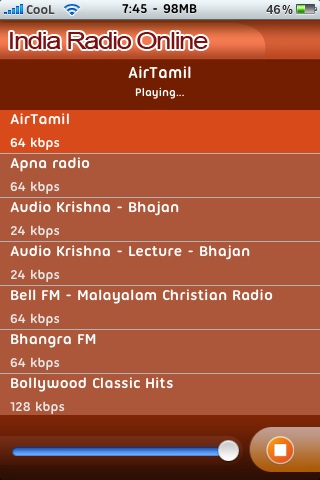 CooL 7:45 - 98MB 46%
India Radio Online
AirTamil
Playing...
AirTamil
64 kbps
Apna radio
64 kbps
Audio Krishna - Bhajan
24 kbps
Audio Krishna - Lecture - Bhajan
24 kbps
Bell FM - Malayalam Christian Radio
64 kbps
Bhangra FM
64 kbps
Bollywood Classic Hits
128 kbps